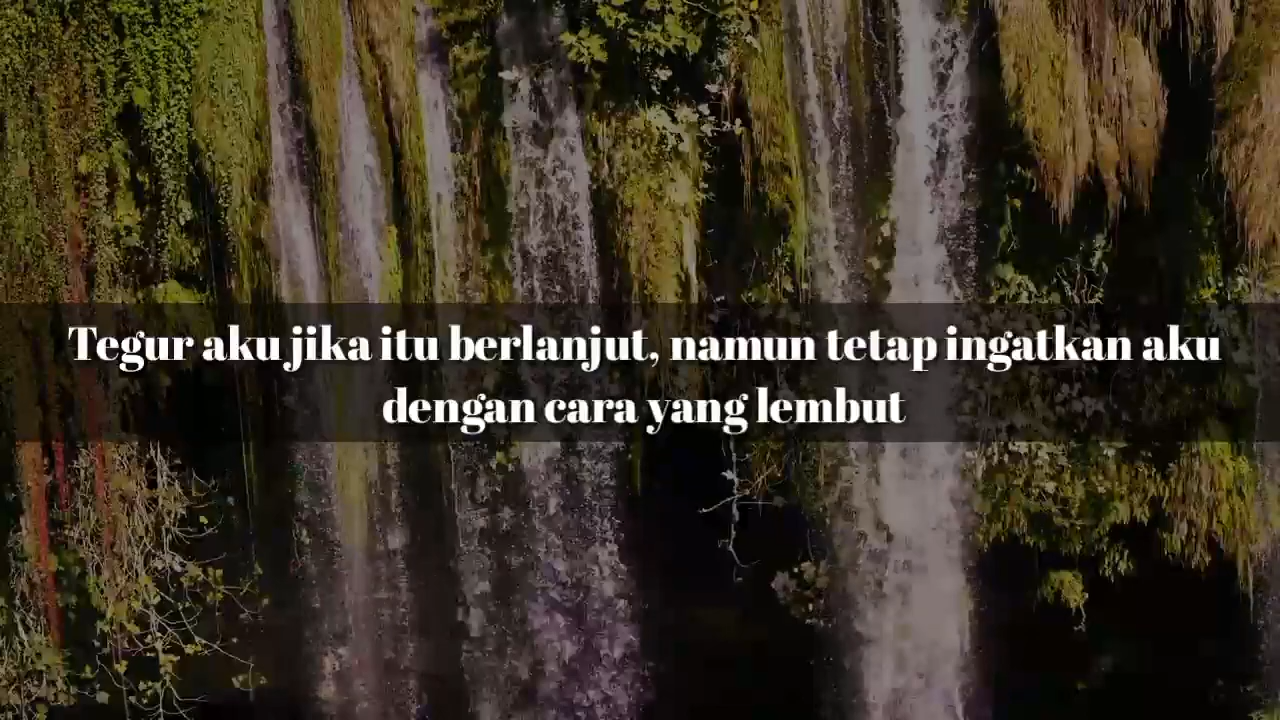 Tegur aku jika itu berlanjut, namun tetap ingatkan aku
dengan cara yang lembut